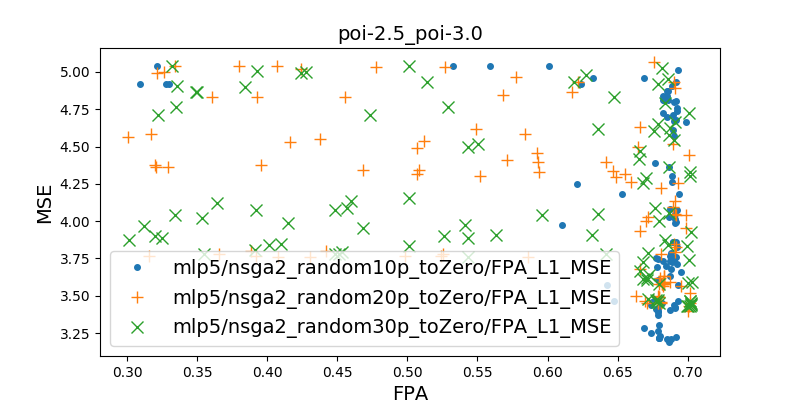 poi-2.5_poi-3.0
MSE
5.00
4.75
4.50
4.25
4.00
3.75
3.50
3.25
mlp5/nsga2_random10p_toZero/FPA_L1_MSE
mlp5/nsga2_random20p_toZero/FPA_L1_MSE
mlp5/nsga2_random30p_toZero/FPA_L1_MSE
0.30 0.35 0.40 0.45 0.50 0.55 0.60 0.65 0.70
FPA